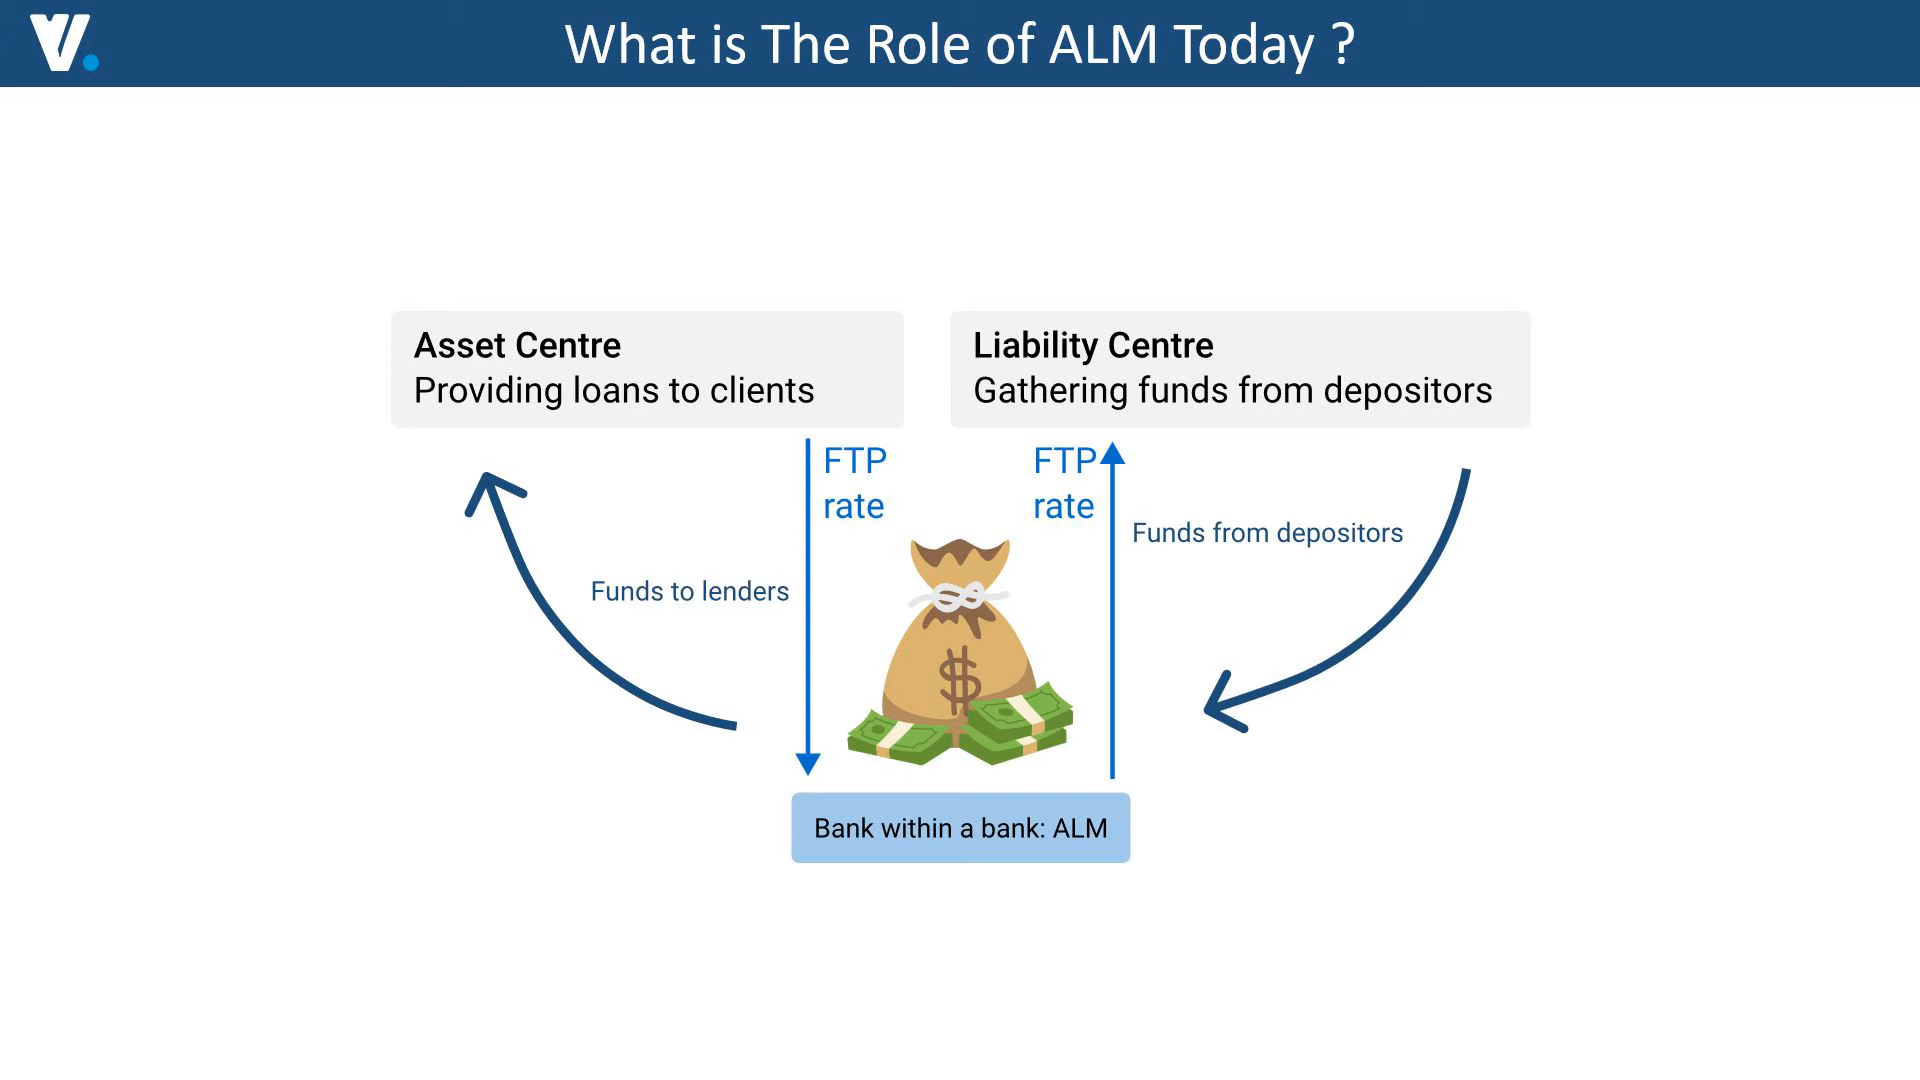 What is The Role of ALM Today ?
Asset Centre
Providing loans to clients
Liability Centre
Gathering funds from depositors
FTP
rate
FTP
rate
Funds from depositors
Funds to lenders
$
Bank within a bank: ALM